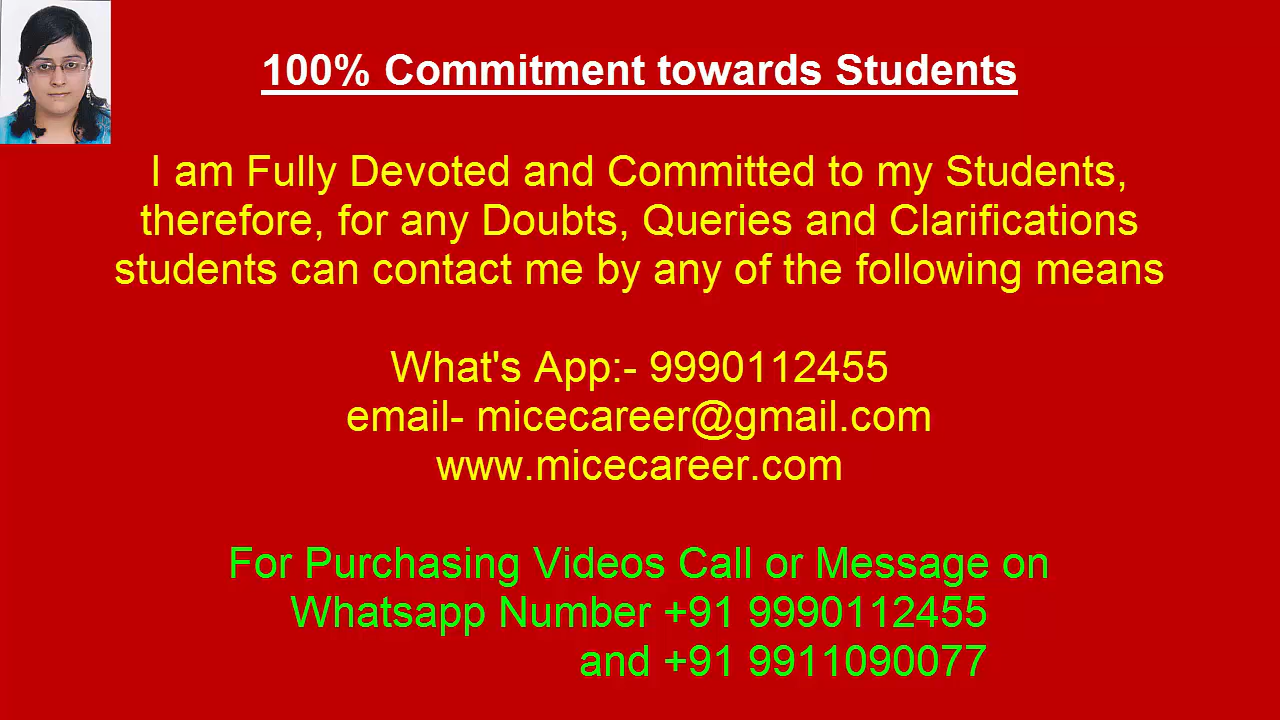 100% Commitment towards Students
I am Fully Devoted and Committed to my Students,
therefore, for any Doubts, Queries and Clarifications
students can contact me by any of the following means
What's App:- 9990112455
email- micecareer@gmail.com
www.micecareer.com
For Purchasing Videos Call or Message on
Whatsapp Number +91 9990112455
and +91 9911090077